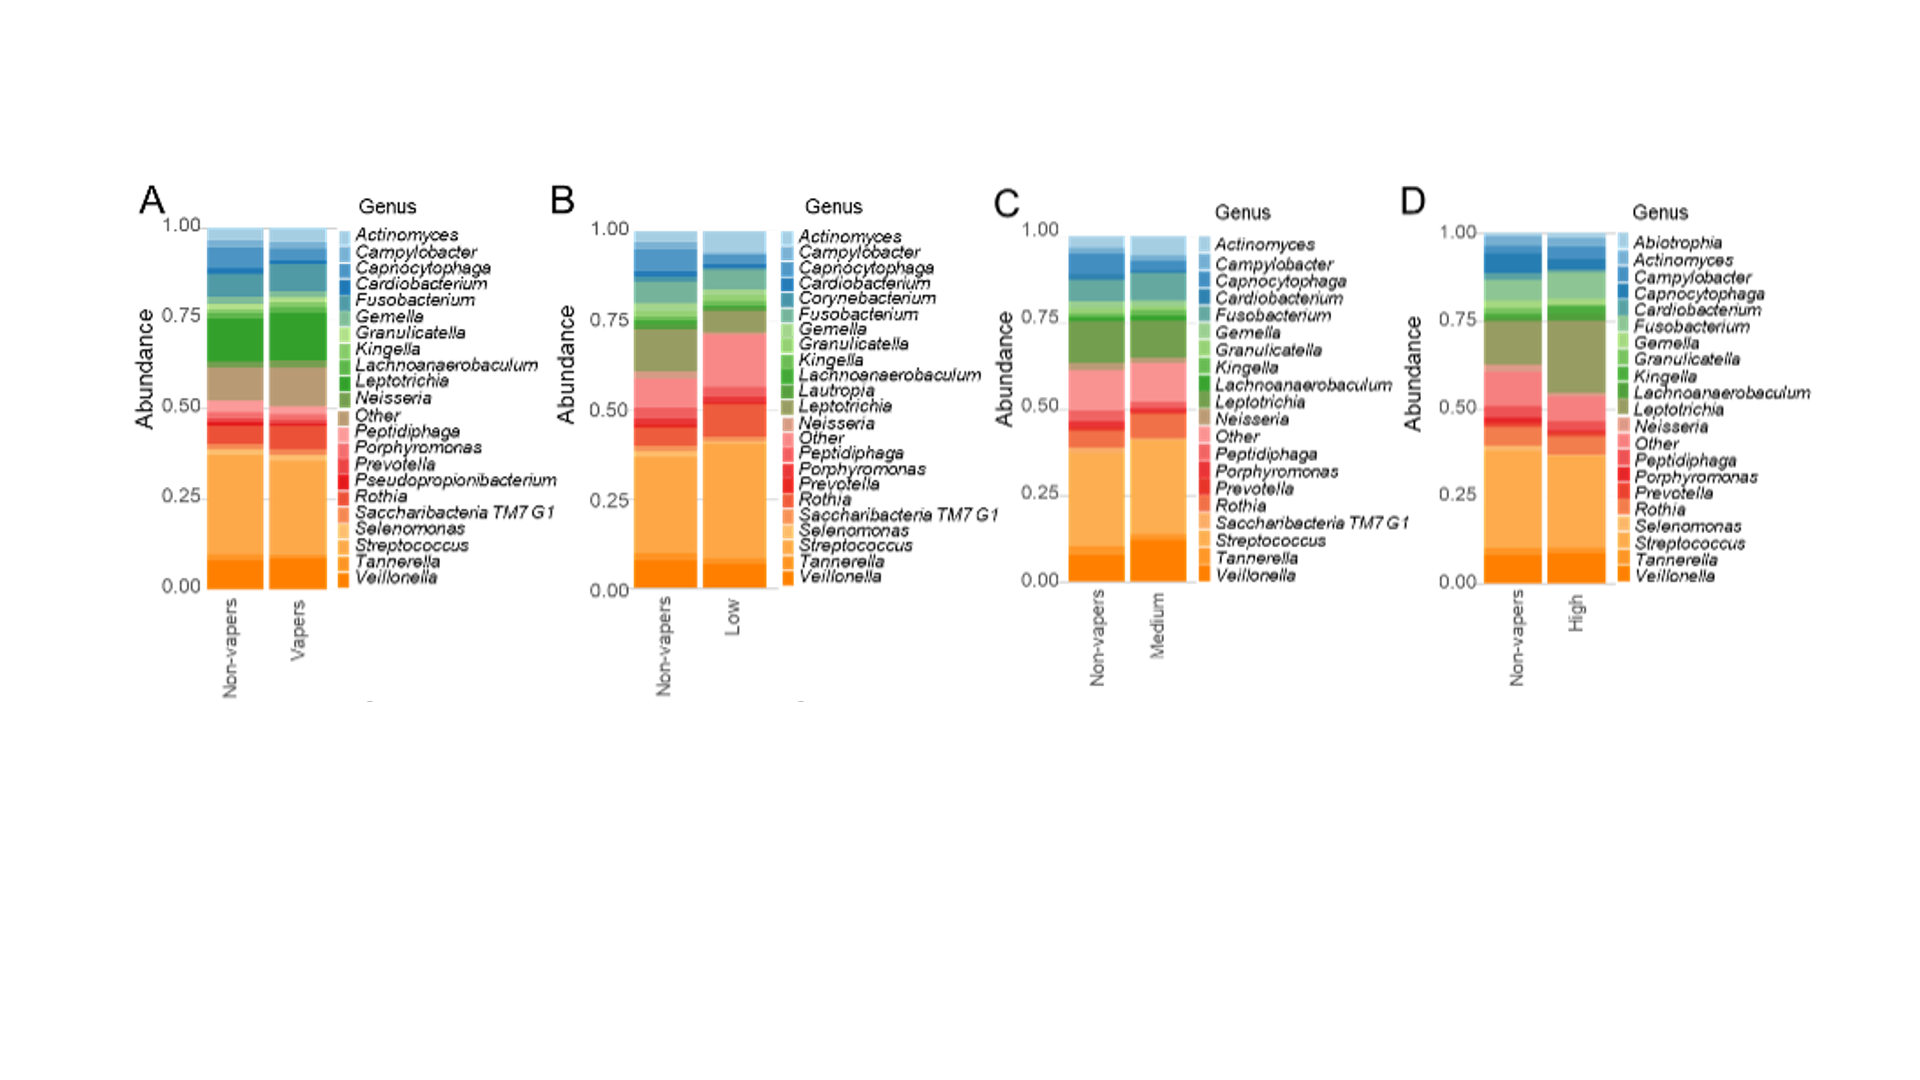 A
Genus
1.00
0.75
0.50
0.25
0.00
Abundance
Non-vapers
Vapers
Actinomyces
Campylobacter
Capnocytophaga
Cardiobacterium
Fusobacterium
Gemella
Granulicatella
Kingella
Lachnoanaerobaculum
Leptotrichia
Neisseria
Other
Peptidiphaga
Porphyromonas
Prevotella
Pseudopropionibacterium
Rothia
Saccharibacteria TM7 G1
Selenomonas
Streptococcus
Tannerella
Veillonella
B
Genus
1.00
0.75
0.50
0.25
0.00
Abundance
Non-vapers
Low
Actinomyces
Campylobacter
Capnocytophaga
Cardiobacterium
Corynebacterium
Fusobacterium
Gemella
Granulicatella
Kingella
Lachnoanaerobaculum
Lautropia
Leptotrichia
Neisseria
Other
Peptidiphaga
Porphyromonas
Prevotella
Rothia
Saccharibacteria TM7 G1
Selenomonas
Streptococcus
Tannerella
Veillonella
C
Genus
1.00
0.75
0.50
0.25
0.00
Abundance
Non-vapers
Medium
Actinomyces
Campylobacter
Capnocytophaga
Cardiobacterium
Fusobacterium
Gemella
Granulicatella
Kingella
Lachnoanaerobaculum
Leptotrichia
Neisseria
Other
Peptidiphaga
Porphyromonas
Prevotella
Rothia
Saccharibacteria TM7 G1
Streptococcus
Tannerella
Veillonella
D
Genus
1.00
0.75
0.50
0.25
0.00
Abundance
Non-vapers
High
Abiotrophia
Actinomyces
Campylobacter
Capnocytophaga
Cardiobacterium
Fusobacterium
Gemella
Granulicatella
Kingella
Lachnoanaerobaculum
Leptotrichia
Neisseria
Other
Peptidiphaga
Porphyromonas
Prevotella
Rothia
Selenomonas
Streptococcus
Tannerella
Veillonella